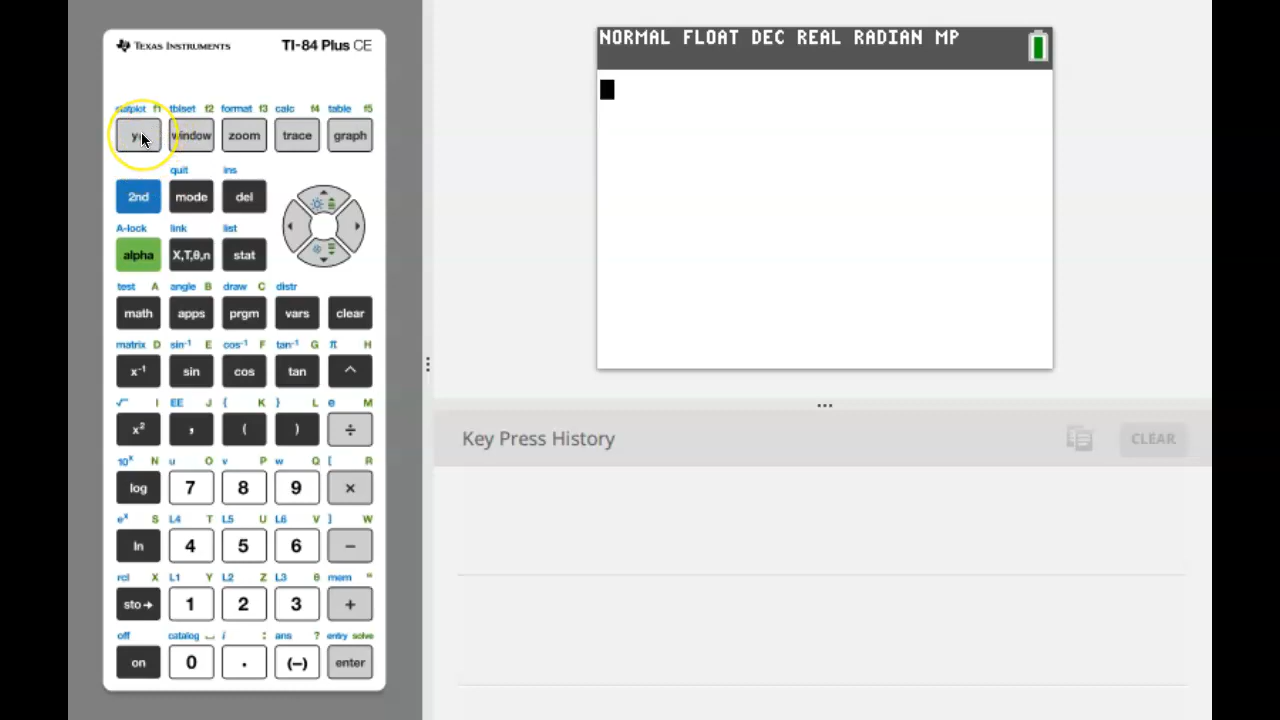 TEXAS INSTRUMENTS TI-84 Plus CE
statplot f1 tblset f2 format f3 calc f4 table f5
y window zoom trace graph
quit ins
2nd mode del
A-lock link list
alpha X,T,θ,n stat
test A angle B draw C distr
math apps prgm vars clear
matrix D sin-1 E cos-1 F tan-1 G π H
x-1 sin cos tan ^
√ I EE J { K } L e M
x² , ( ) ÷
10ˣ N u O v P w Q [ R
log 7 8 9 ×
eˣ S L4 T L5 U L6 V ] W
ln 4 5 6 −
rcl X L1 Y L2 Z L3 θ mem "
sto→ 1 2 3 +
off catalog ⎵ i : ans ? entry solve
on 0 . (−) enter
NORMAL FLOAT DEC REAL RADIAN MP
Key Press History
CLEAR